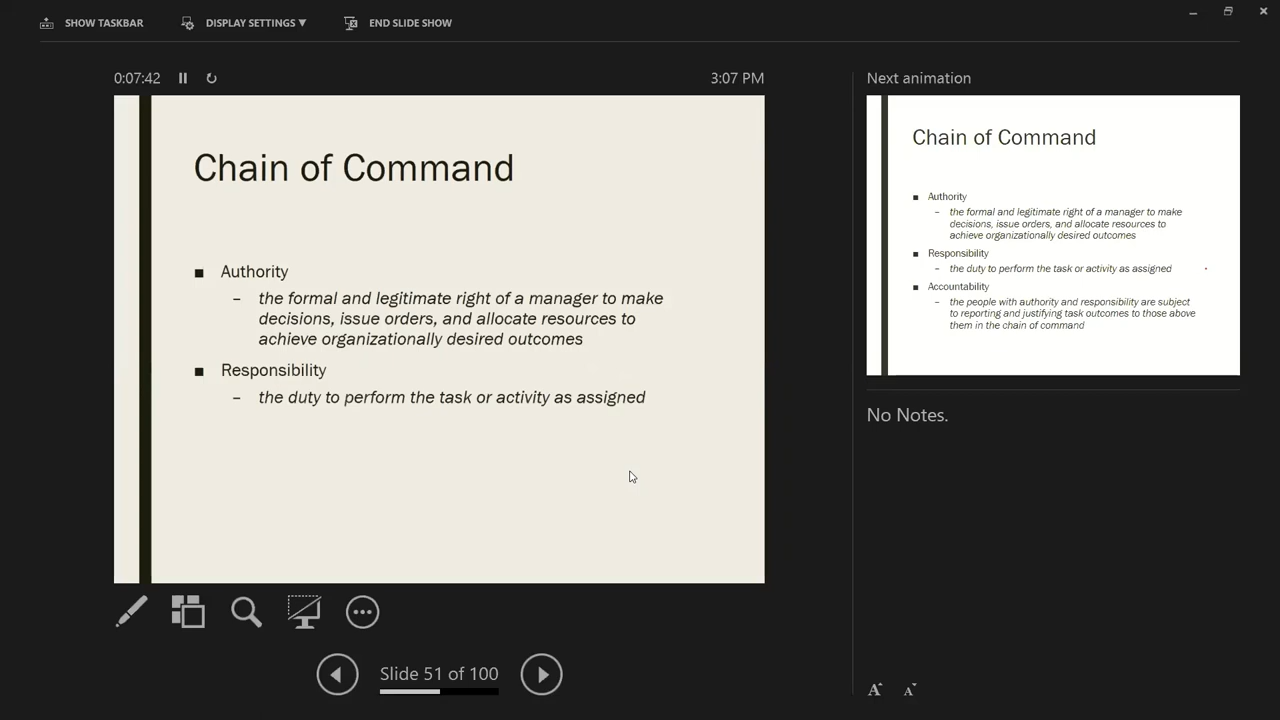 SHOW TASKBAR
DISPLAY SETTINGS ▼
END SLIDE SHOW
0:07:42
3:07 PM
Chain of Command
■ Authority
– the formal and legitimate right of a manager to make
decisions, issue orders, and allocate resources to
achieve organizationally desired outcomes
■ Responsibility
– the duty to perform the task or activity as assigned
Slide 51 of 100
Next animation
Chain of Command
■ Authority
– the formal and legitimate right of a manager to make
decisions, issue orders, and allocate resources to
achieve organizationally desired outcomes
■ Responsibility
– the duty to perform the task or activity as assigned
■ Accountability
– the people with authority and responsibility are subject
to reporting and justifying task outcomes to those above
them in the chain of command
No Notes.
A A